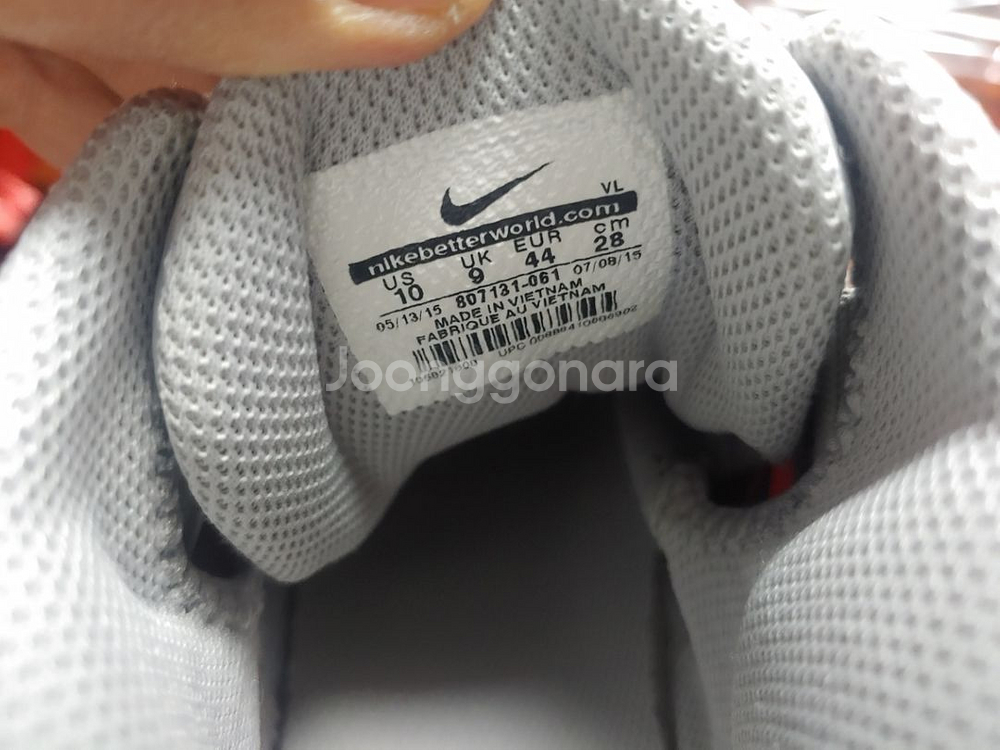 VL
nikebetterworld.com
US UK EUR cm
10 9 44 28
05/13/15 807131-061 07/08/15
MADE IN VIETNAM
FABRIQUE AU VIETNAM
UPC
Joonggonara